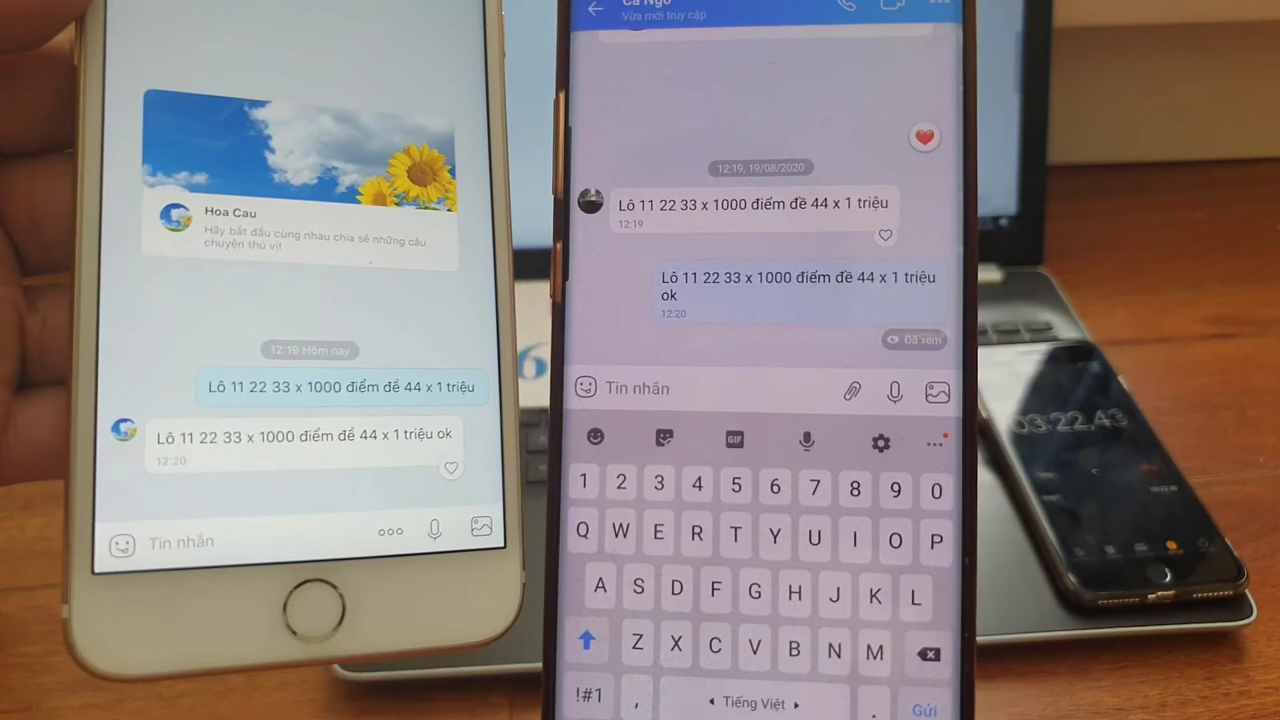 Hoa Cau
Hãy bắt đầu cùng nhau chia sẻ những câu
chuyện thú vị!
12:19 Hôm nay
Lô 11 22 33 x 1000 điểm đề 44 x 1 triệu
Lô 11 22 33 x 1000 điểm đề 44 x 1 triệu ok
12:20
Tin nhắn
Vừa mới truy cập
12:19, 19/08/2020
Lô 11 22 33 x 1000 điểm đề 44 x 1 triệu
12:19
Lô 11 22 33 x 1000 điểm đề 44 x 1 triệu
ok
12:20
Đã xem
Tin nhắn
GIF
1 2 3 4 5 6 7 8 9 0
Q W E R T Y U I O P
A S D F G H J K L
Z X C V B N M
!#1 , Tiếng Việt .
Gửi
6
03:22,43